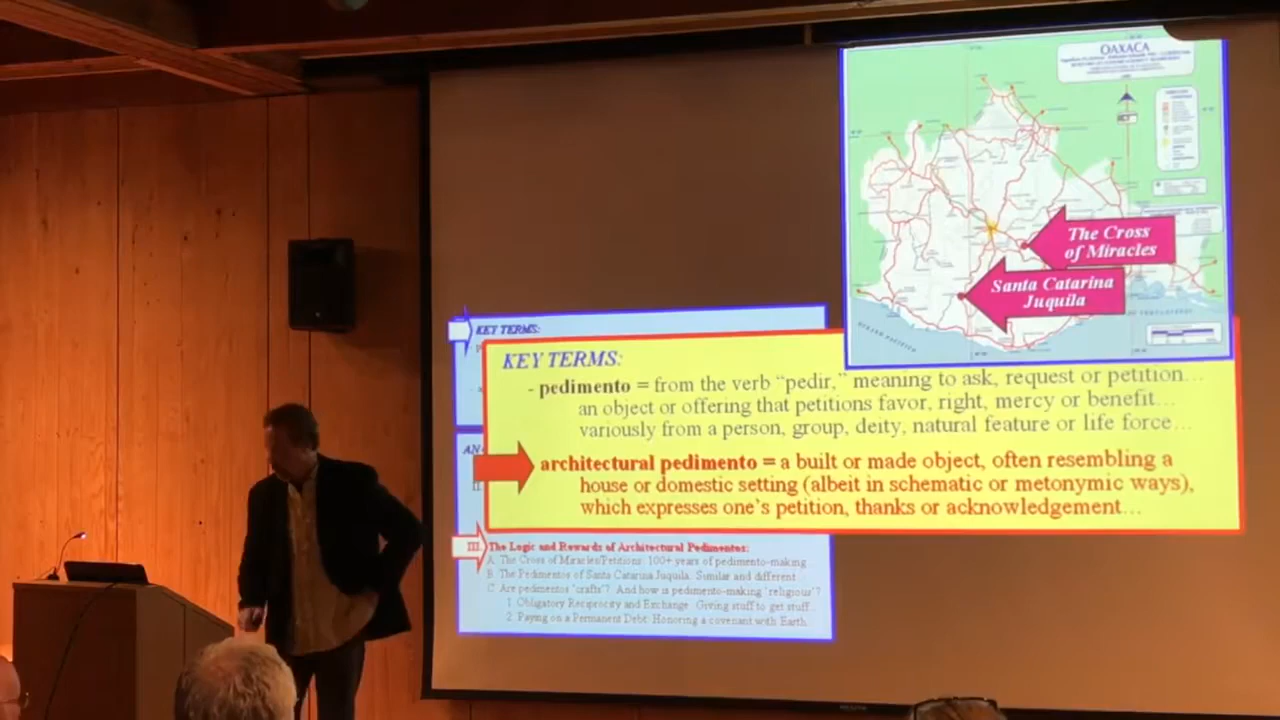 OAXACA
The Cross
of Miracles
Santa Catarina
Juquila
KEY TERMS:
KEY TERMS:
- pedimento = from the verb “pedir,” meaning to ask, request or petition…
an object or offering that petitions favor, right, mercy or benefit…
variously from a person, group, deity, natural feature or life force…
architectural pedimento = a built or made object, often resembling a
house or domestic setting (albeit in schematic or metonymic ways),
which expresses one’s petition, thanks or acknowledgement…
AN
II.
III. The Logic and Rewards of Architectural Pedimentos:
A. The Cross of Miracles/Petitions: 100+ years of pedimento-making
B. The Pedimentos of Santa Catarina Juquila: Similar and different
C. Are pedimentos ‘crafts’? And how is pedimento-making ‘religious’?
1. Obligatory Reciprocity and Exchange: Giving stuff to get stuff…
2. Paying on a Permanent Debt: Honoring a covenant with Earth